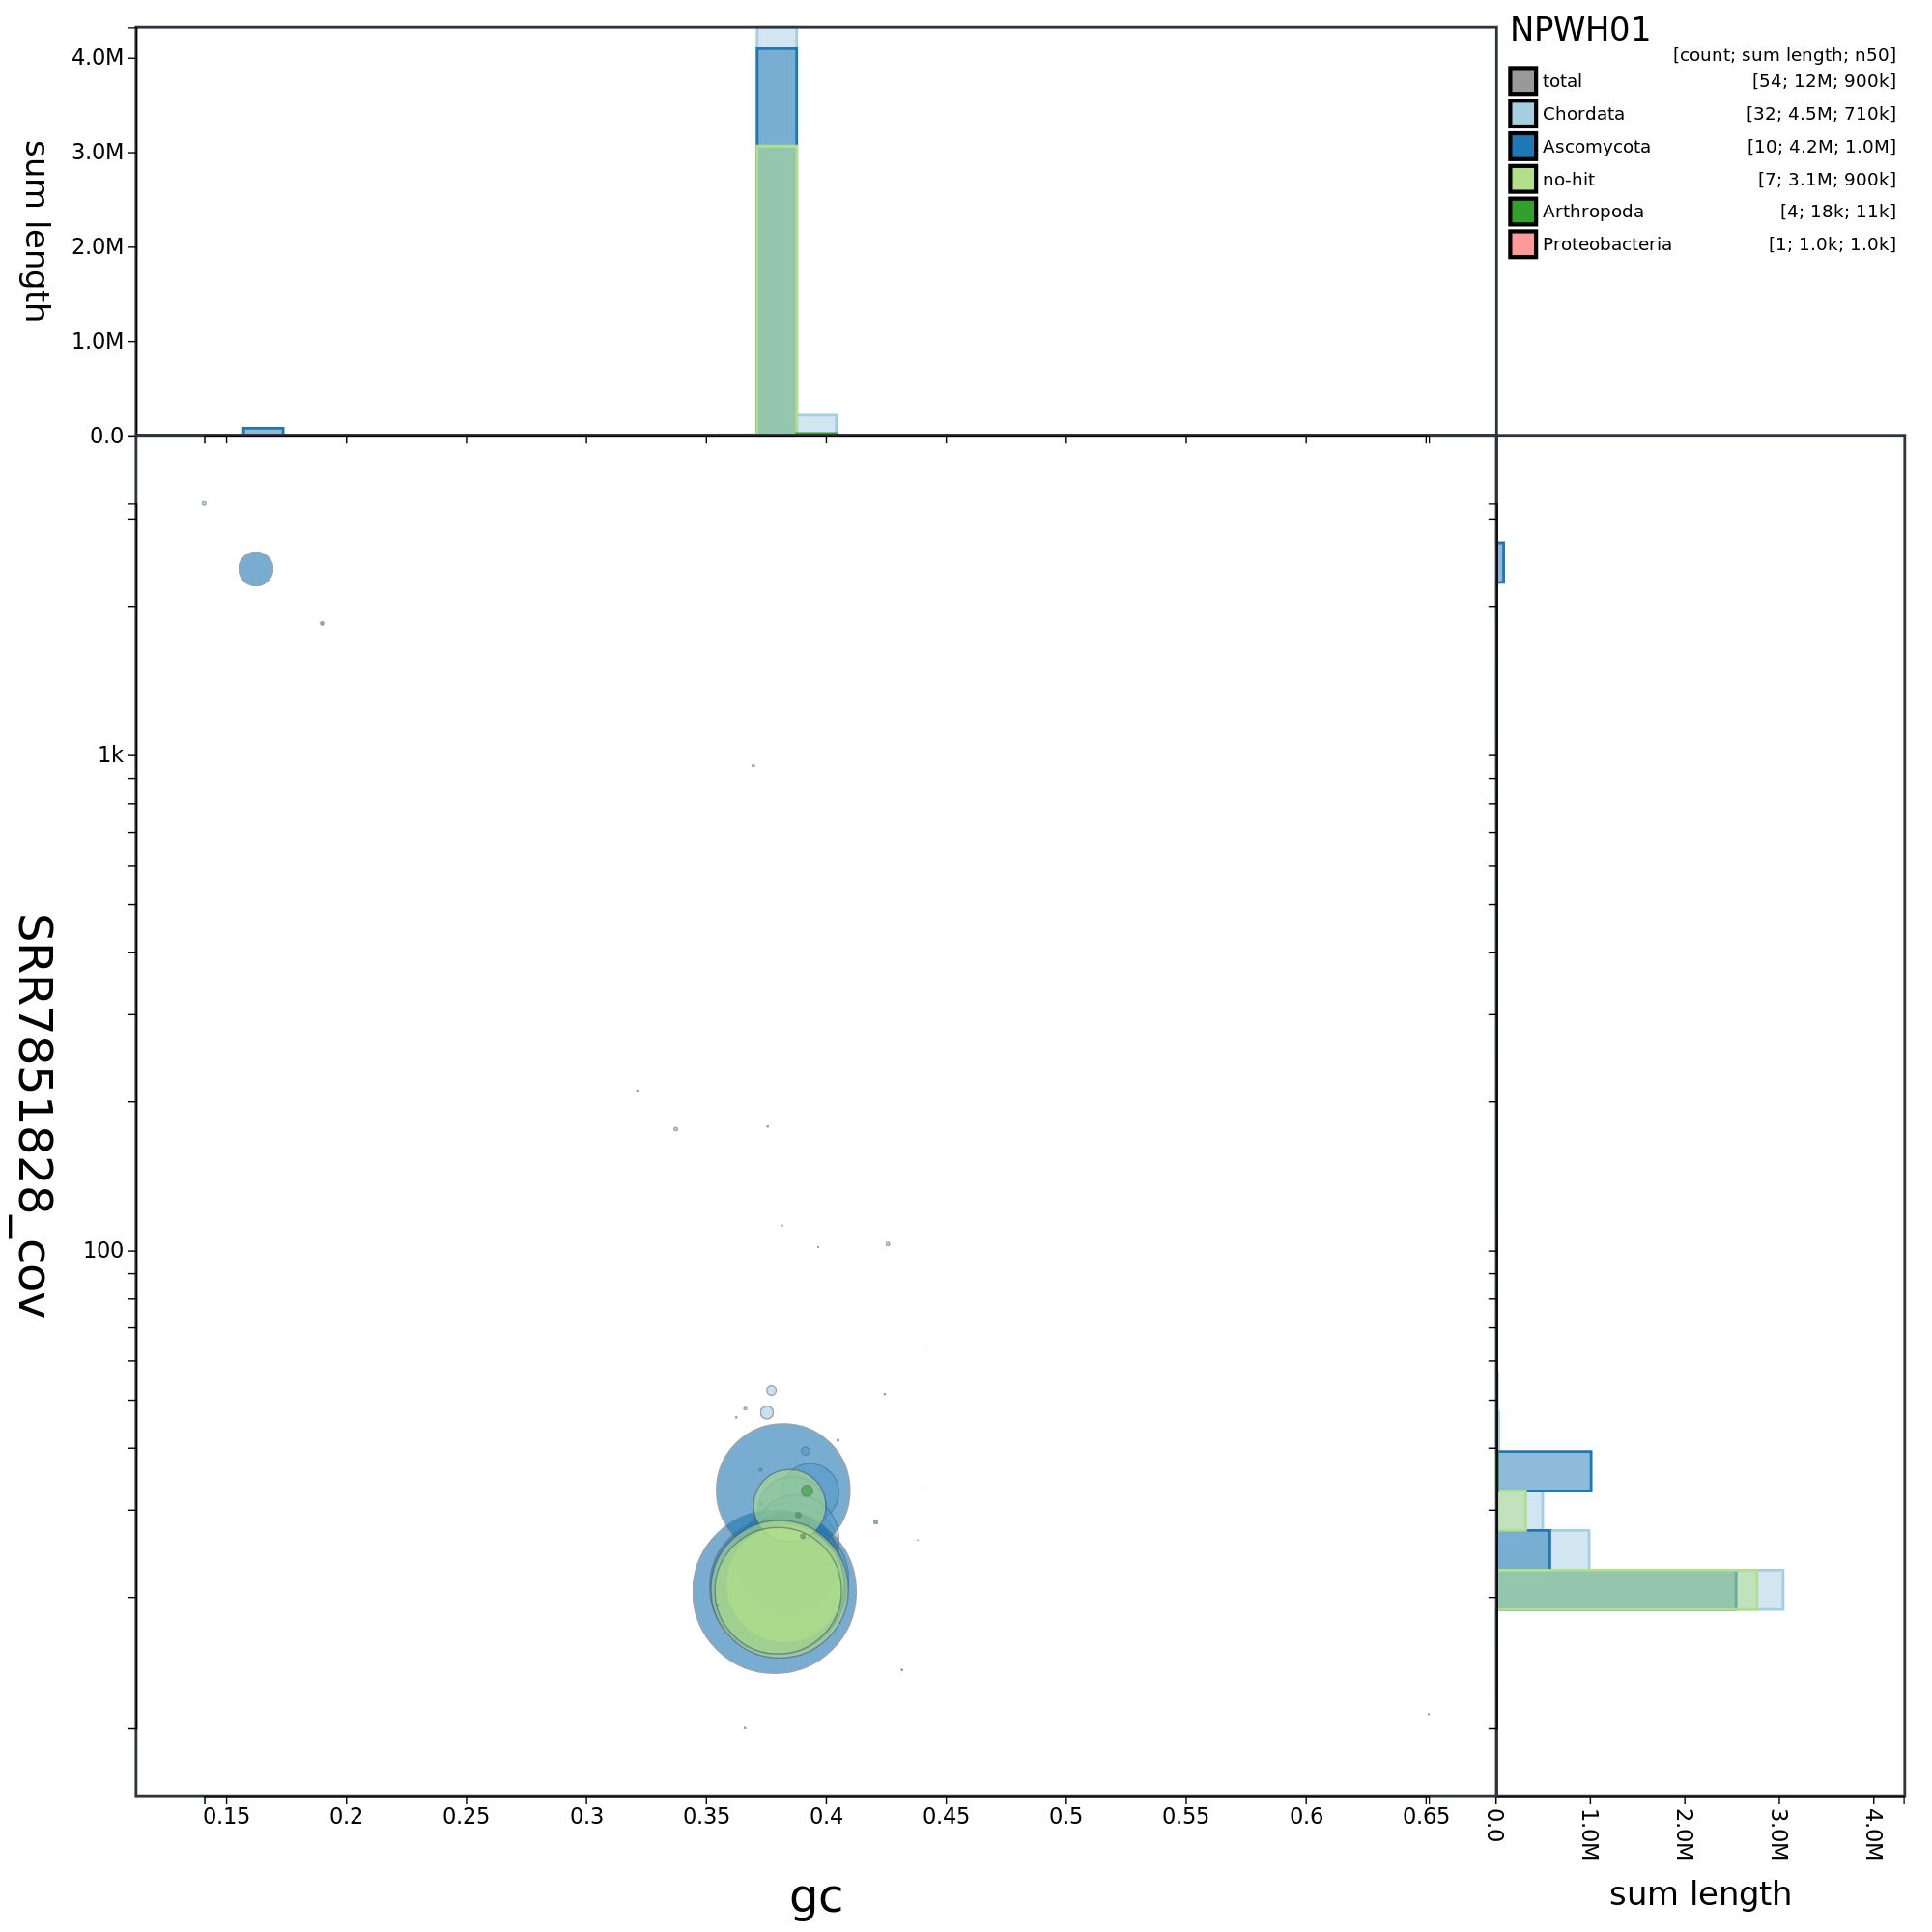 NPWH01
[count; sum length; n50]
total [54; 12M; 900k]
Chordata [32; 4.5M; 710k]
Ascomycota [10; 4.2M; 1.0M]
no-hit [7; 3.1M; 900k]
Arthropoda [4; 18k; 11k]
Proteobacteria [1; 1.0k; 1.0k]
sum length
4.0M
3.0M
2.0M
1.0M
0.0
SRR7851828_cov
1k
100
0.15 0.2 0.25 0.3 0.35 0.4 0.45 0.5 0.55 0.6 0.65
gc
0.0 1.0M 2.0M 3.0M 4.0M
sum length